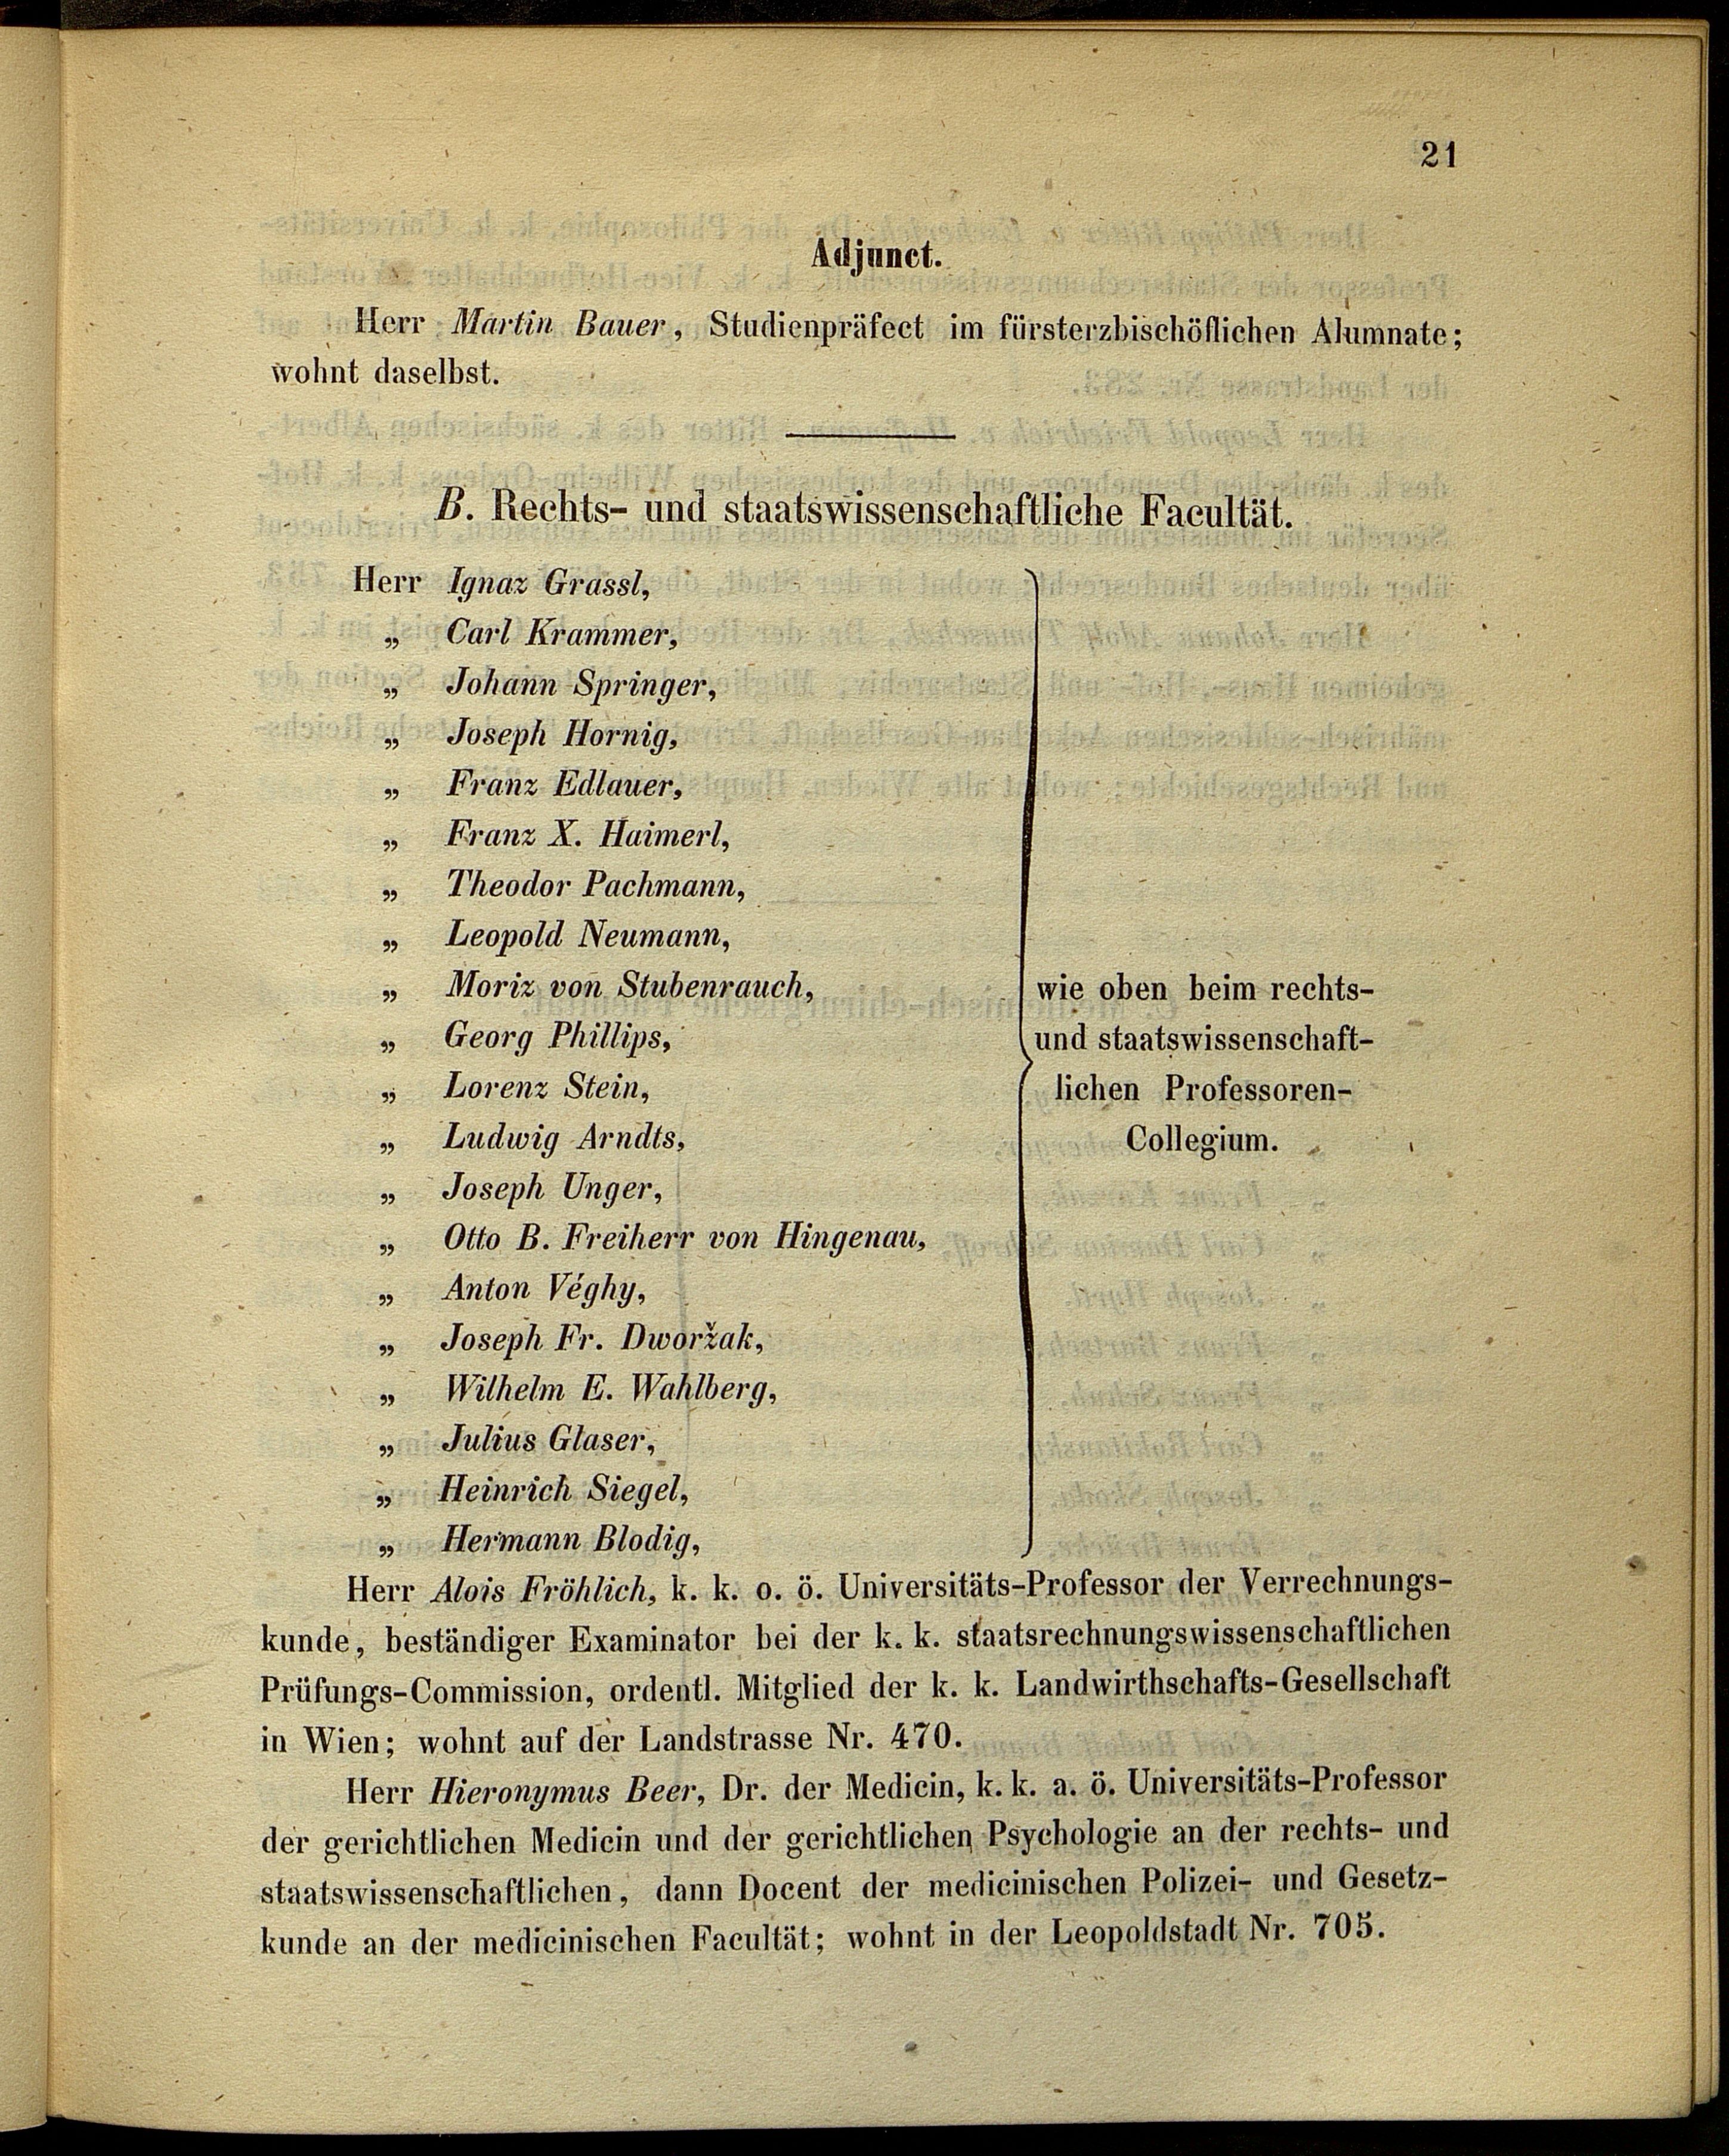 21
Adjunct.
Herr Martin Bauer, Studienpräfect im fürsterzbischöflichen Alumnate;
wohnt daselbst.
B. Rechts- und staatswissenschaftliche Facultät.
Herr Ignaz Grassl,
„ Carl Krammer,
„ Johann Springer,
„ Joseph Hornig,
„ Franz Edlauer,
„ Franz X. Haimerl,
„ Theodor Pachmann,
„ Leopold Neumann,
„ Moriz von Stubenrauch,
„ Georg Phillips,
„ Lorenz Stein,
„ Ludwig Arndts,
„ Joseph Unger,
„ Otto B. Freiherr von Hingenau,
„ Anton Véghy,
„ Joseph Fr. Dworžak,
„ Wilhelm E. Wahlberg,
„ Julius Glaser,
„ Heinrich Siegel,
„ Hermann Blodig,
wie oben beim rechts-
und staatswissenschaft-
lichen Professoren-
Collegium.
Herr Alois Fröhlich, k. k. o. ö. Universitäts-Professor der Verrechnungs-
kunde, beständiger Examinator bei der k. k. staatsrechnungswissenschaftlichen
Prüfungs-Commission, ordentl. Mitglied der k. k. Landwirthschafts-Gesellschaft
in Wien; wohnt auf der Landstrasse Nr. 470.
Herr Hieronymus Beer, Dr. der Medicin, k. k. a. ö. Universitäts-Professor
der gerichtlichen Medicin und der gerichtlichen Psychologie an der rechts- und
staatswissenschaftlichen, dann Docent der medicinischen Polizei- und Gesetz-
kunde an der medicinischen Facultät; wohnt in der Leopoldstadt Nr. 705.